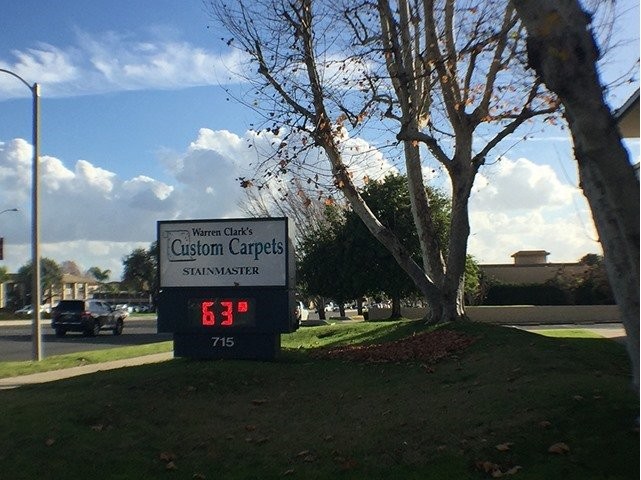 Warren Clark's
Custom Carpets
STAINMASTER
63°
715